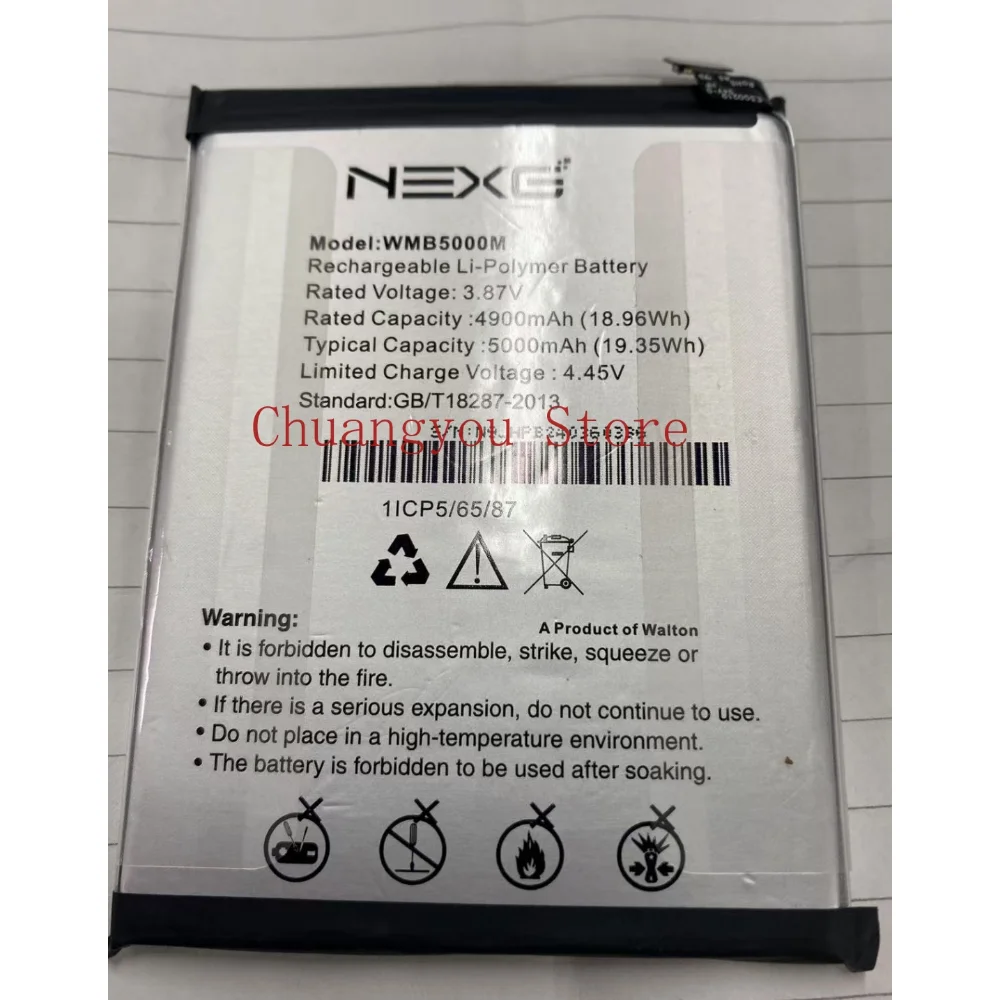 NEXG
Model:WMB5000M
Rechargeable Li-Polymer Battery
Rated Voltage: 3.87V
Rated Capacity :4900mAh (18.96Wh)
Typical Capacity :5000mAh (19.35Wh)
Limited Charge Voltage : 4.45V
Standard:GB/T18287-2013
Chuangyou Store
1ICP5/65/87
A Product of Walton
Warning:
• It is forbidden to disassemble, strike, squeeze or
throw into the fire.
• If there is a serious expansion, do not continue to use.
• Do not place in a high-temperature environment.
• The battery is forbidden to be used after soaking.